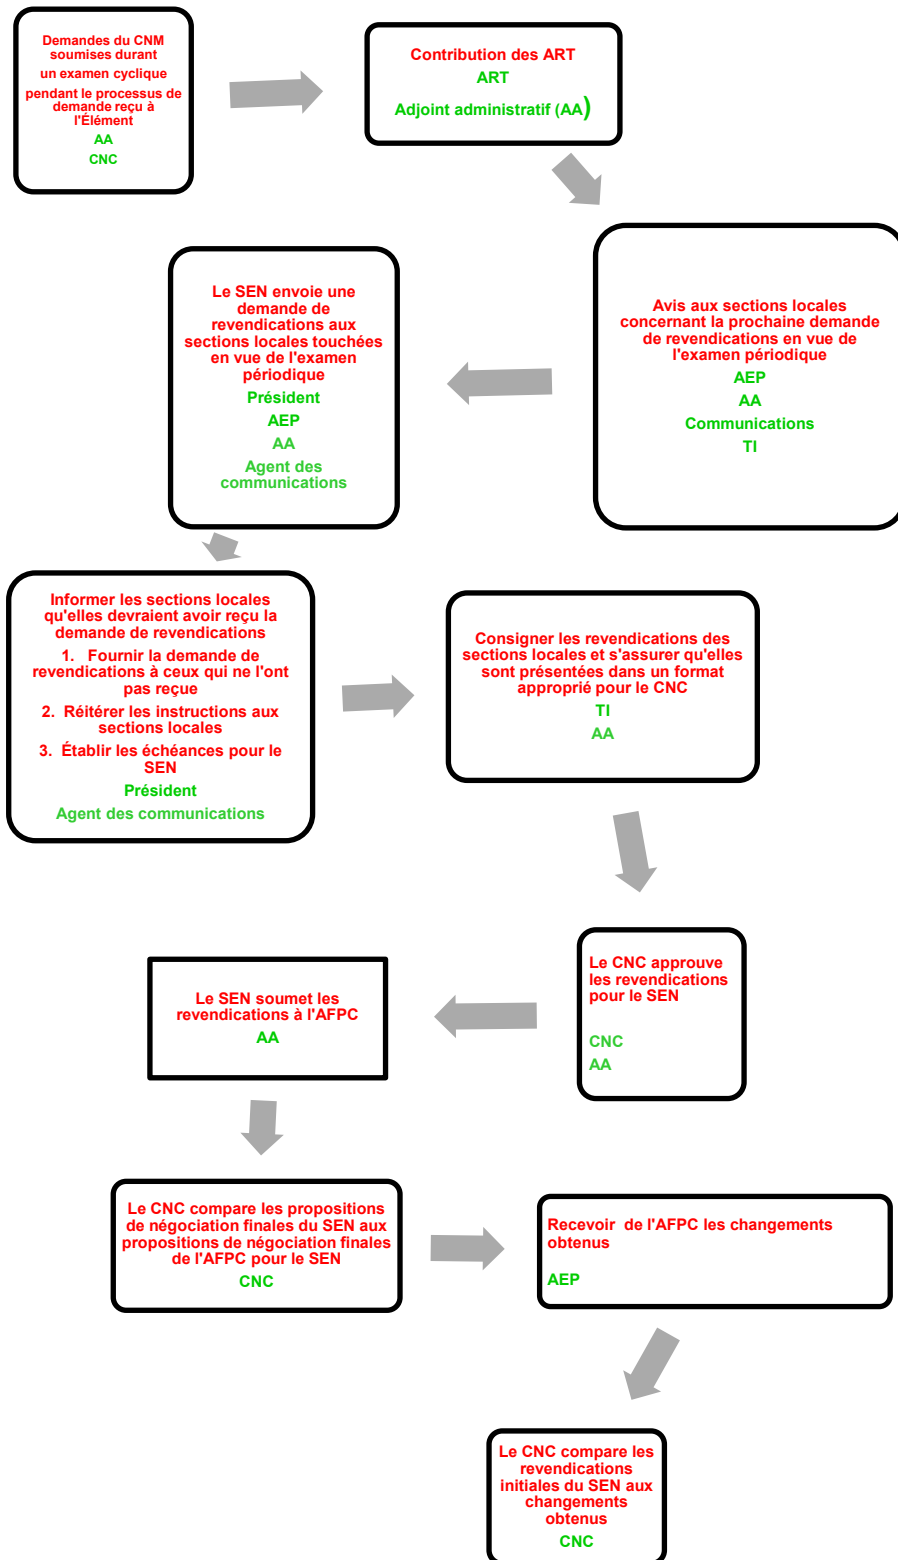 Demandes du CNM
soumises durant
un examen cyclique
pendant le processus de
demande reçu à
l'Élément
AA
CNC
Contribution des ART
ART
Adjoint administratif (AA)
Avis aux sections locales
concernant la prochaine demande
de revendications en vue de
l'examen périodique
AEP
AA
Communications
TI
Le SEN envoie une
demande de
revendications aux
sections locales touchées
en vue de l'examen
périodique
Président
AEP
AA
Agent des
communications
Informer les sections locales
qu'elles devraient avoir reçu la
demande de revendications
1. Fournir la demande de
revendications à ceux qui ne l'ont
pas reçue
2. Réitérer les instructions aux
sections locales
3. Établir les échéances pour le
SEN
Président
Agent des communications
Consigner les revendications des
sections locales et s'assurer qu'elles
sont présentées dans un format
approprié pour le CNC
TI
AA
Le CNC approuve
les revendications
pour le SEN
CNC
AA
Le SEN soumet les
revendications à l'AFPC
AA
Le CNC compare les propositions
de négociation finales du SEN aux
propositions de négociation finales
de l'AFPC pour le SEN
CNC
Recevoir de l'AFPC les changements
obtenus
AEP
Le CNC compare les
revendications
initiales du SEN aux
changements
obtenus
CNC